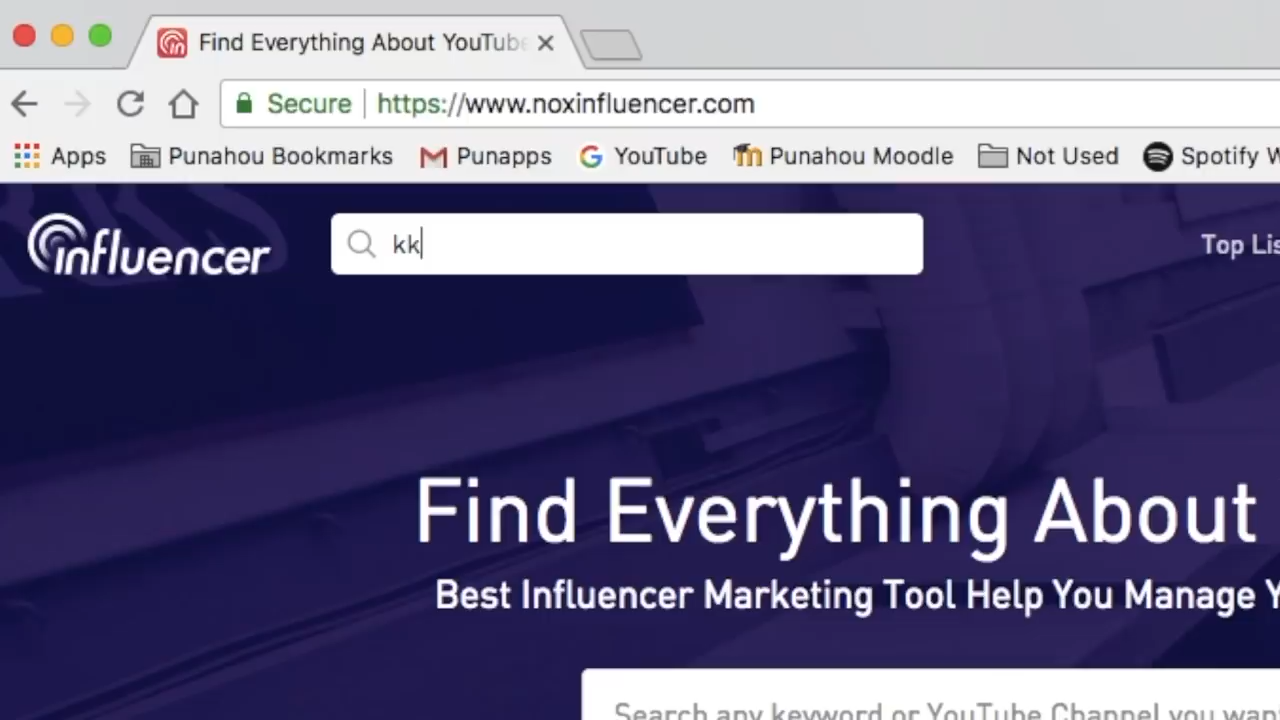 Find Everything About YouTube
Secure https://www.noxinfluencer.com
Apps Punahou Bookmarks Punapps YouTube Punahou Moodle Not Used Spotify W
influencer kk Top Lis
Find Everything About
Best Influencer Marketing Tool Help You Manage Y
Search any keyword or YouTube Channel you want